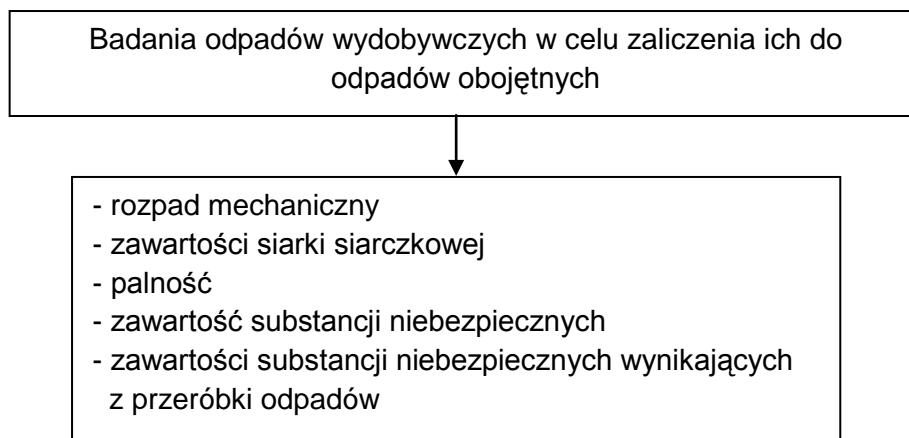 Badania odpadów wydobywczych w celu zaliczenia ich do
odpadów obojętnych
- rozpad mechaniczny
- zawartości siarki siarczkowej
- palność
- zawartość substancji niebezpiecznych
- zawartości substancji niebezpiecznych wynikających
z przeróbki odpadów